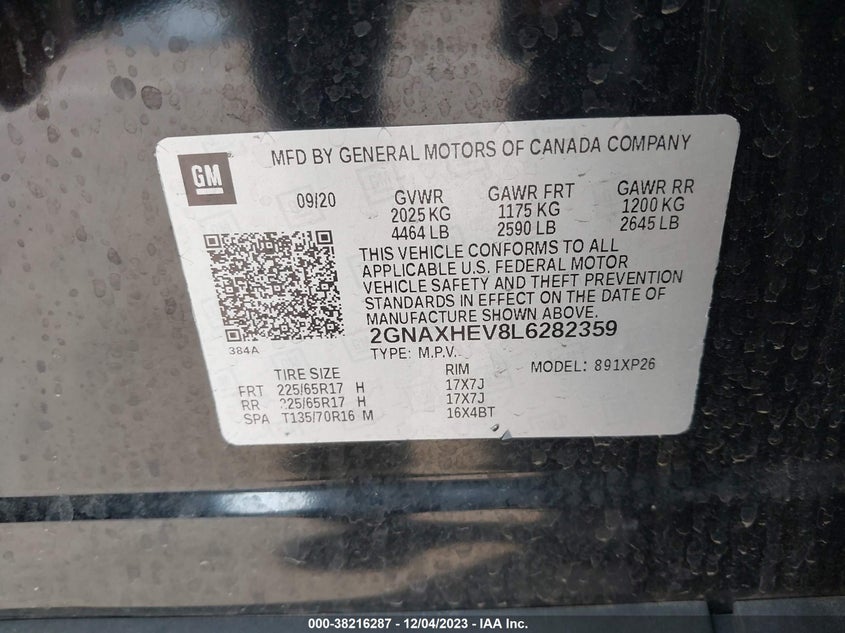 GM
MFD BY GENERAL MOTORS OF CANADA COMPANY
09/20 GVWR GAWR FRT GAWR RR
2025 KG 1175 KG 1200 KG
4464 LB 2590 LB 2645 LB
THIS VEHICLE CONFORMS TO ALL
APPLICABLE U.S. FEDERAL MOTOR
VEHICLE SAFETY AND THEFT PREVENTION
STANDARDS IN EFFECT ON THE DATE OF
MANUFACTURE SHOWN ABOVE.
2GNAXHEV8L6282359
384A TYPE: M.P.V.
TIRE SIZE RIM MODEL: 891XP26
FRT 225/65R17 H 17X7J
RR 225/65R17 H 17X7J
SPA T135/70R16 M 16X4BT
000-38216287 - 12/04/2023 - IAA Inc.